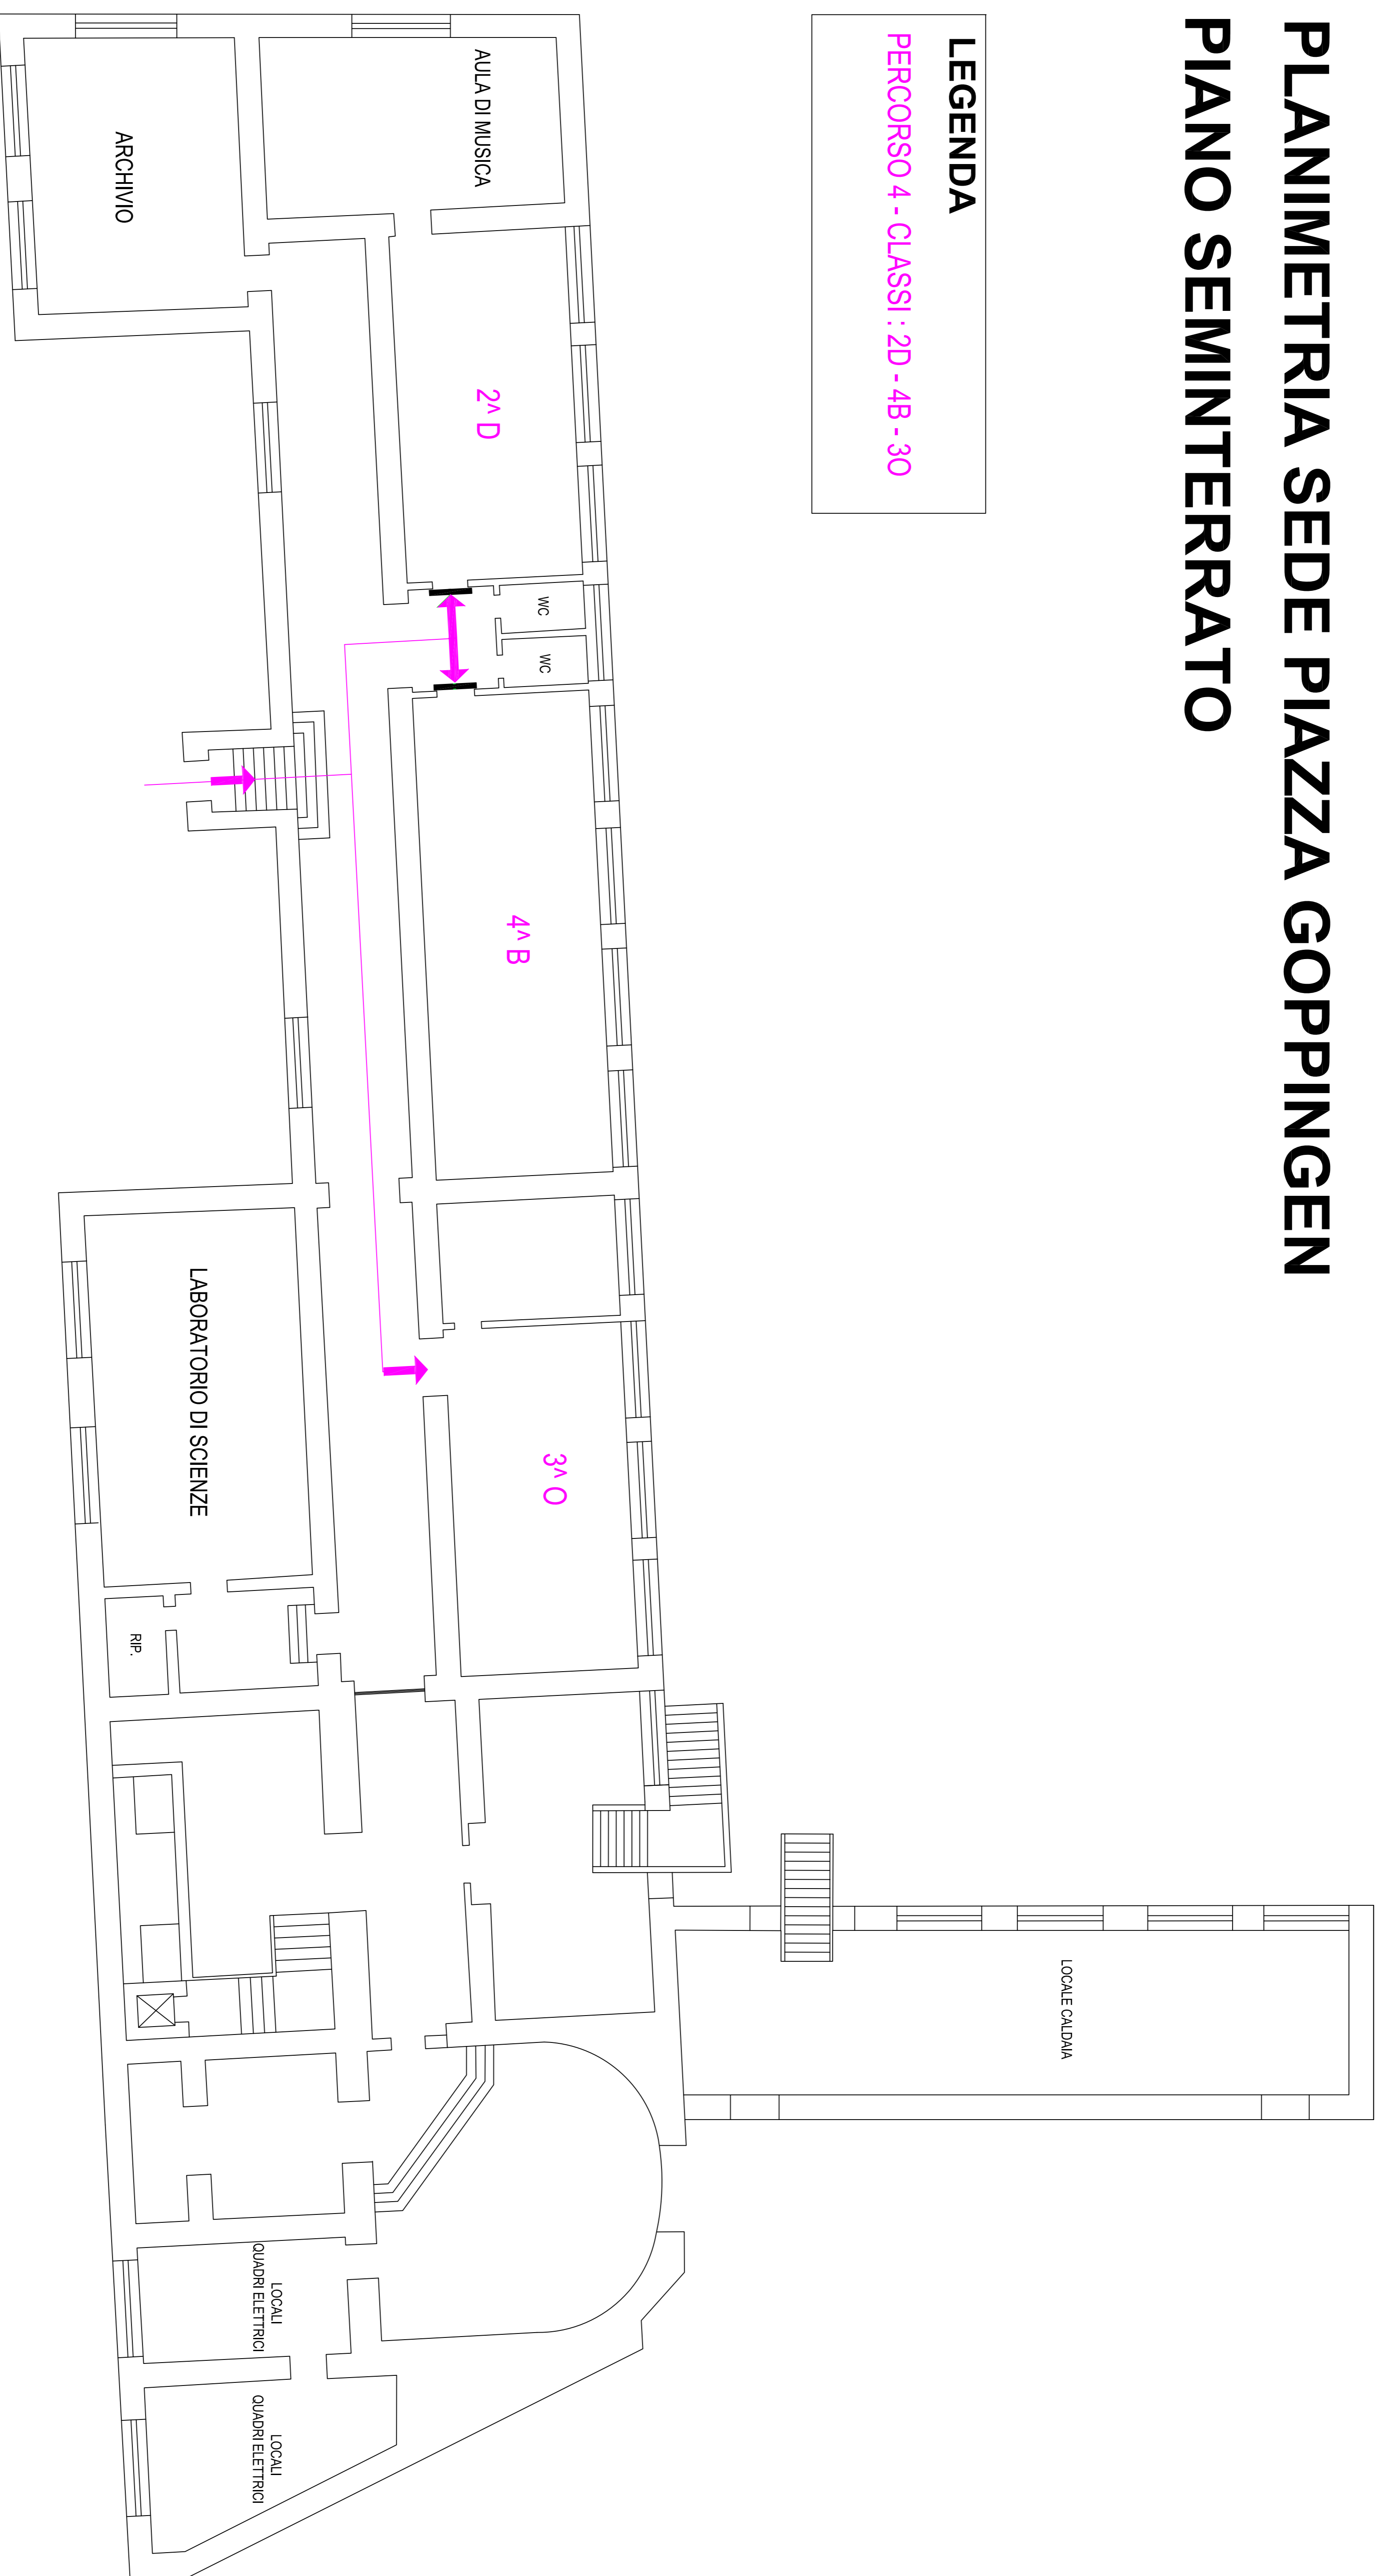 PLANIMETRIA SEDE PIAZZA GOPPINGEN
PIANO SEMINTERRATO
LEGENDA
PERCORSO 4 - CLASSI : 2D - 4B - 3O
AULA DI MUSICA
ARCHIVIO
2^ D
WC
WC
4^ B
LABORATORIO DI SCIENZE
3^ O
RIP.
LOCALE CALDAIA
LOCALI
QUADRI ELETTRICI
LOCALI
QUADRI ELETTRICI